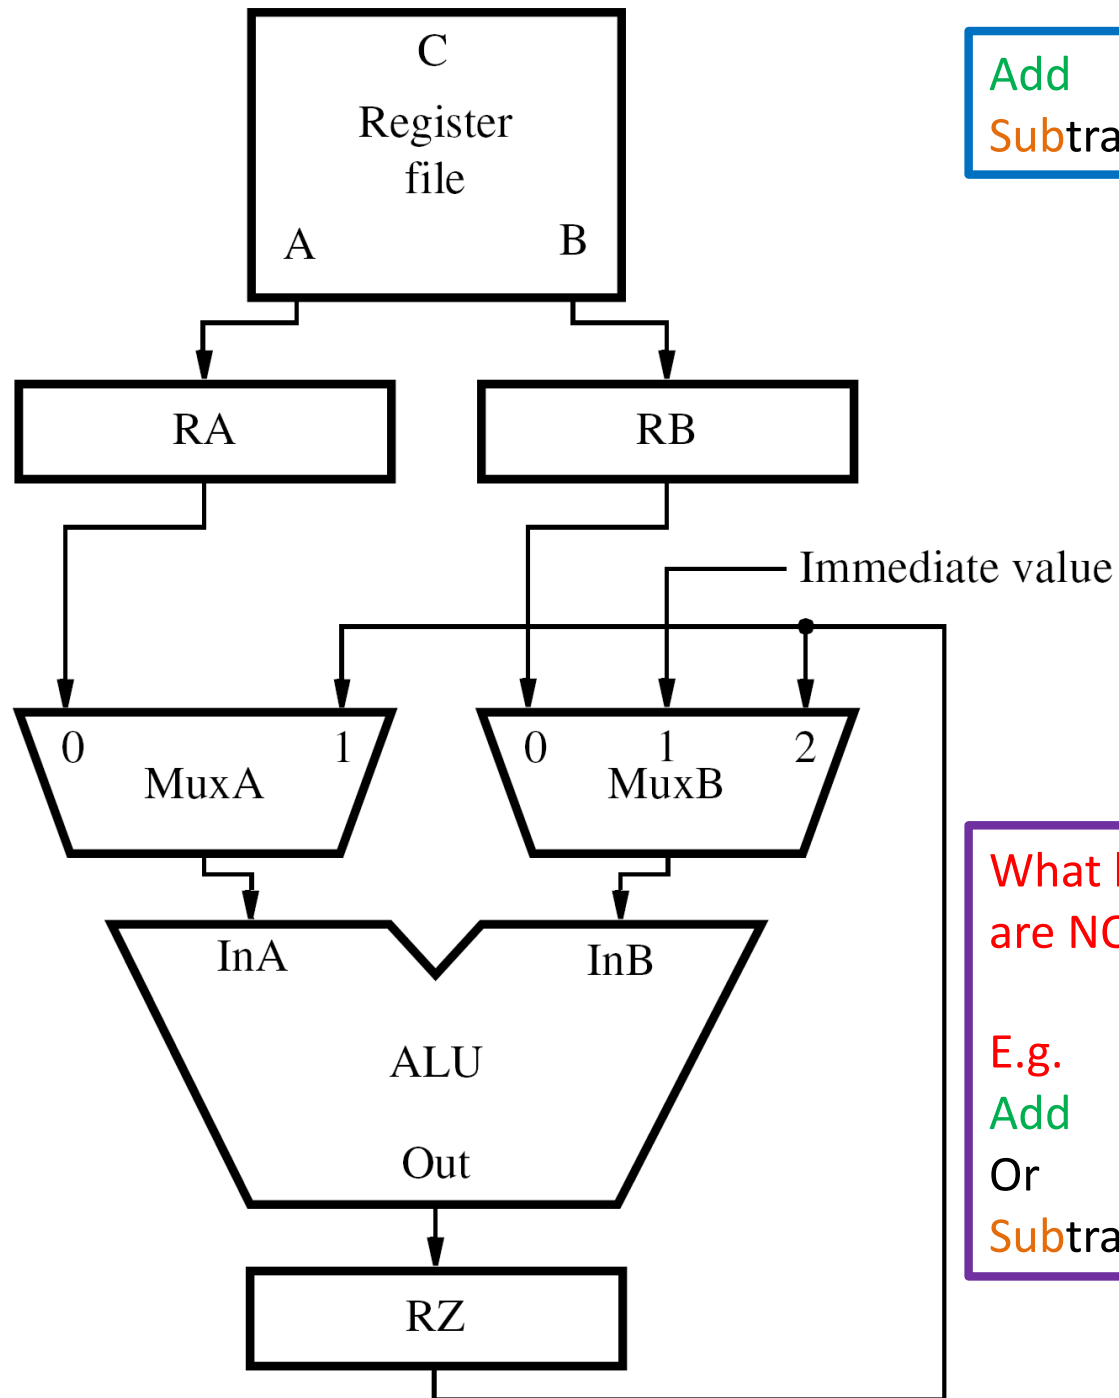 C
Register
file
A
B
Add
Subtra
RA
RB
Immediate value
0
1
MuxA
0
1
2
MuxB
InA
InB
ALU
Out
RZ
What
are
E.g.
Add
Or
Subtra